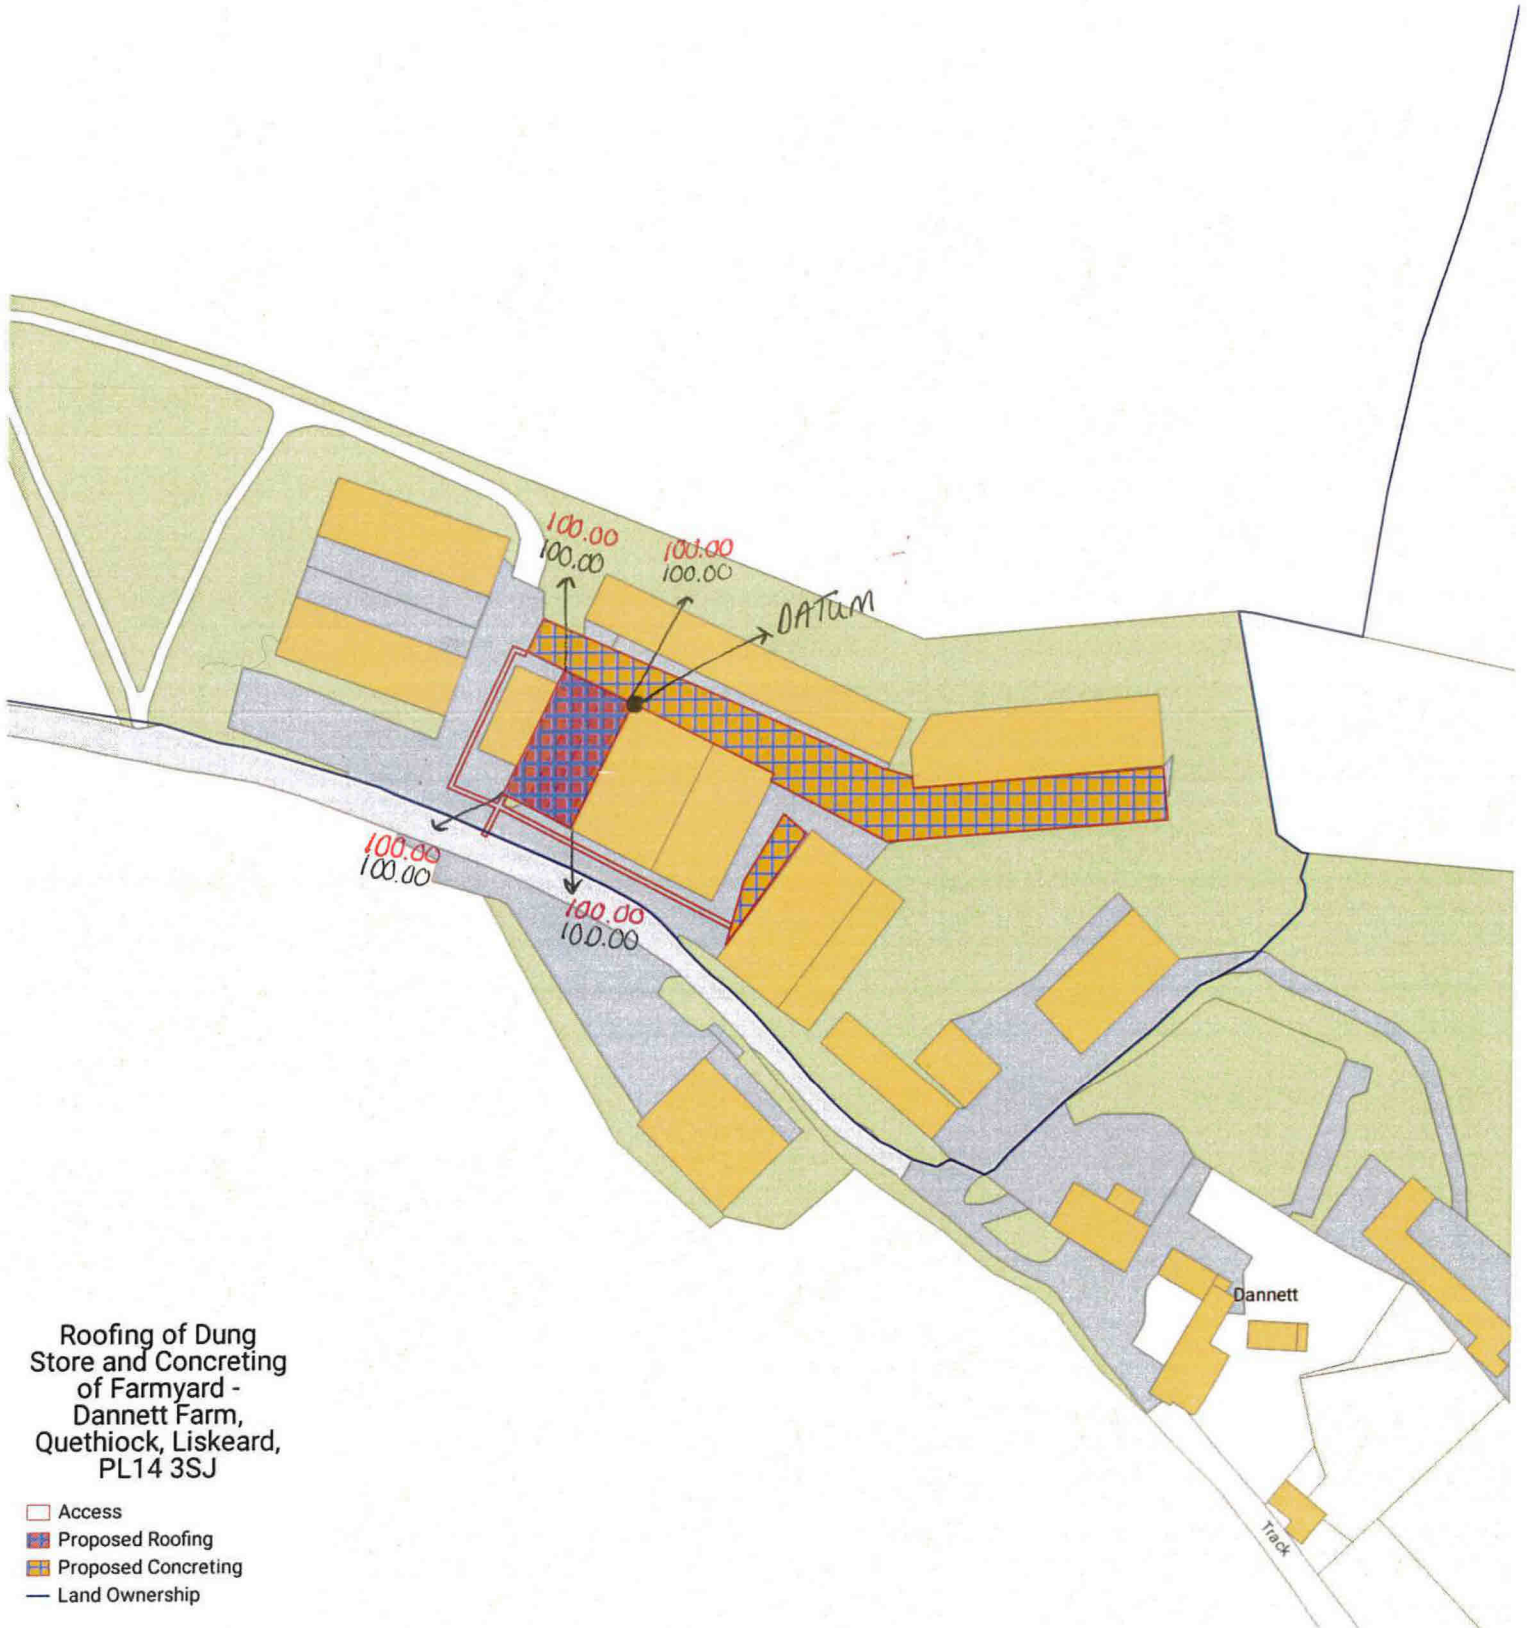 100.00
100.00
100.00
100.00
DATUM
100.00
100.00
100.00
100.00
Dannett
Track
Roofing of Dung
Store and Concreting
of Farmyard -
Dannett Farm,
Quethiock, Liskeard,
PL14 3SJ
Access
Proposed Roofing
Proposed Concreting
Land Ownership